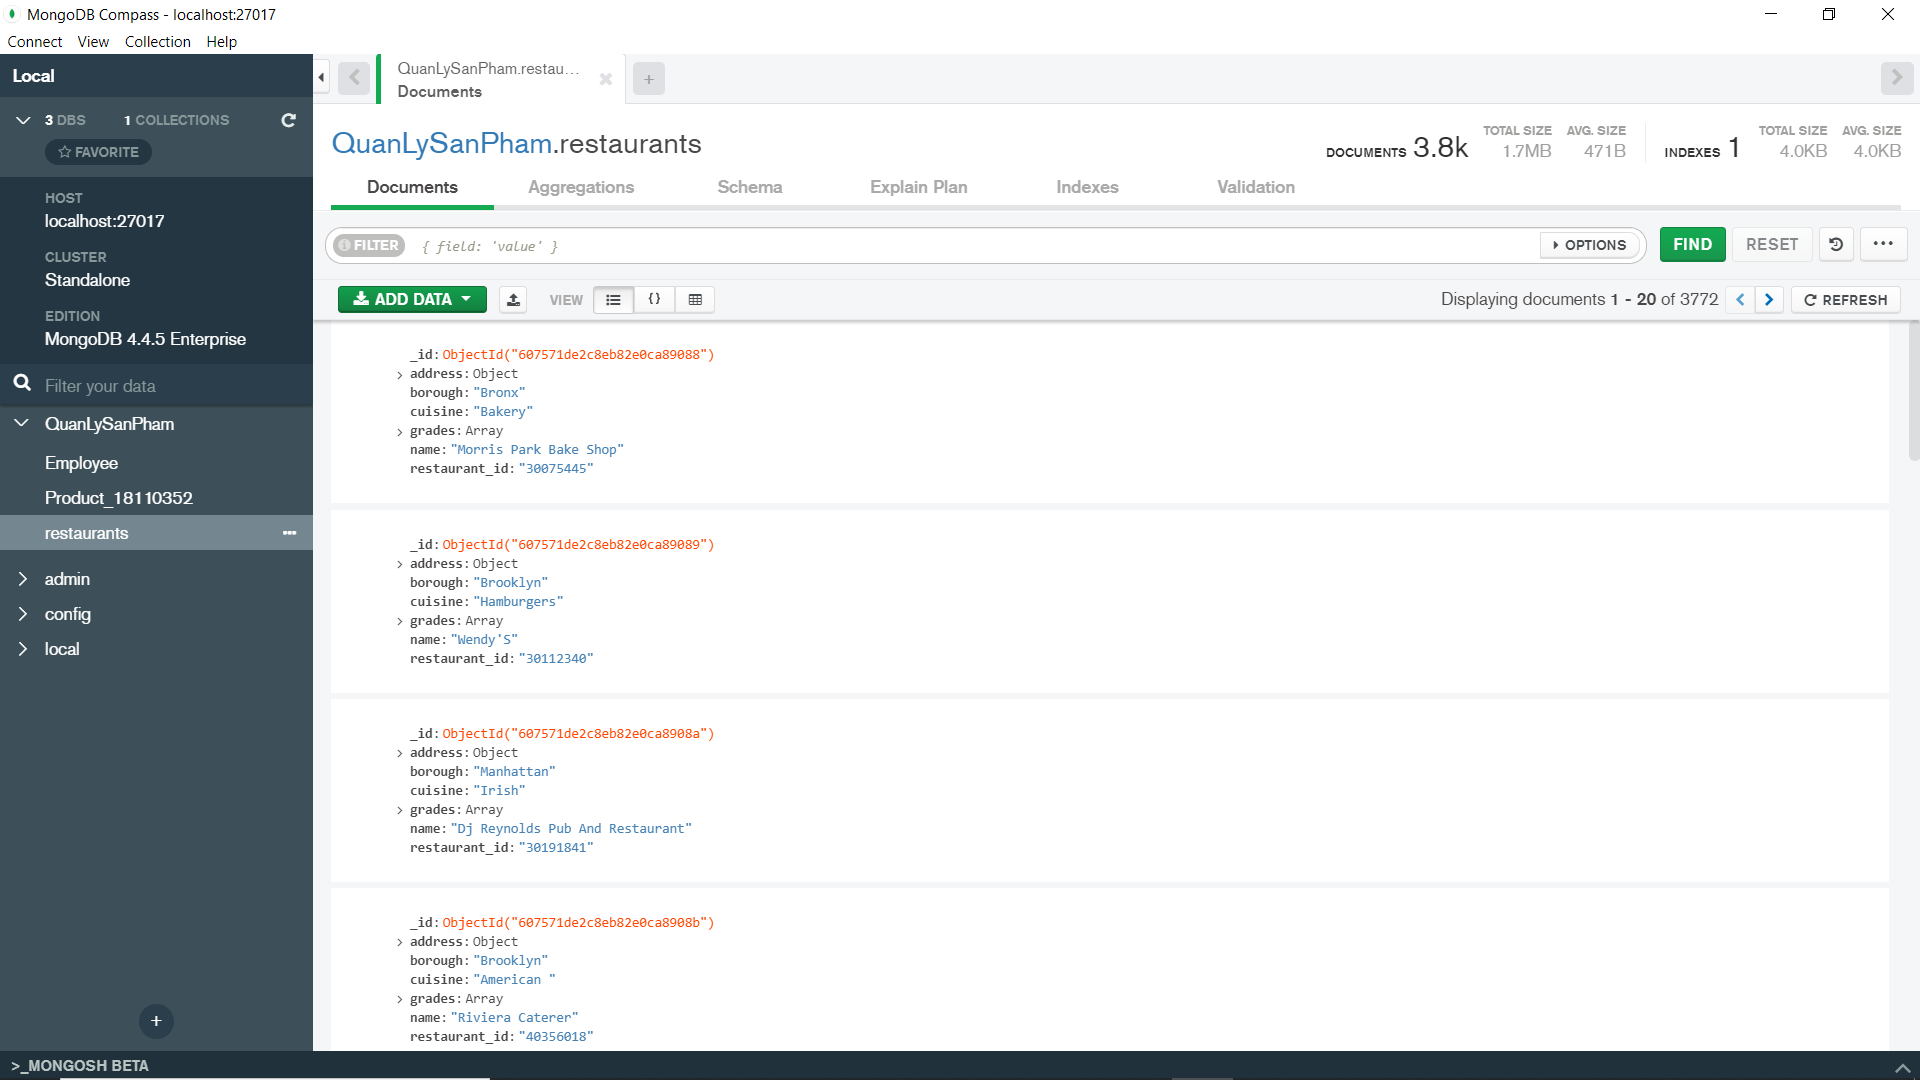 MongoDB Compass - localhost:27017
Connect View Collection Help
Local
3 DBS 1 COLLECTIONS
FAVORITE
HOST
localhost:27017
CLUSTER
Standalone
EDITION
MongoDB 4.4.5 Enterprise
Filter your data
QuanLySanPham
Employee
Product_18110352
restaurants
admin
config
local
+
QuanLySanPham.restau...
Documents
+
QuanLySanPham.restaurants
DOCUMENTS 3.8k TOTAL SIZE 1.7MB AVG. SIZE 471B INDEXES 1 TOTAL SIZE 4.0KB AVG. SIZE 4.0KB
Documents Aggregations Schema Explain Plan Indexes Validation
FILTER { field: 'value' } OPTIONS FIND RESET
ADD DATA VIEW {} Displaying documents 1 - 20 of 3772 REFRESH
_id: ObjectId("607571de2c8eb82e0ca89088")
address: Object
borough: "Bronx"
cuisine: "Bakery"
grades: Array
name: "Morris Park Bake Shop"
restaurant_id: "30075445"
_id: ObjectId("607571de2c8eb82e0ca89089")
address: Object
borough: "Brooklyn"
cuisine: "Hamburgers"
grades: Array
name: "Wendy'S"
restaurant_id: "30112340"
_id: ObjectId("607571de2c8eb82e0ca8908a")
address: Object
borough: "Manhattan"
cuisine: "Irish"
grades: Array
name: "Dj Reynolds Pub And Restaurant"
restaurant_id: "30191841"
_id: ObjectId("607571de2c8eb82e0ca8908b")
address: Object
borough: "Brooklyn"
cuisine: "American "
grades: Array
name: "Riviera Caterer"
restaurant_id: "40356018"
>_MONGOSH BETA